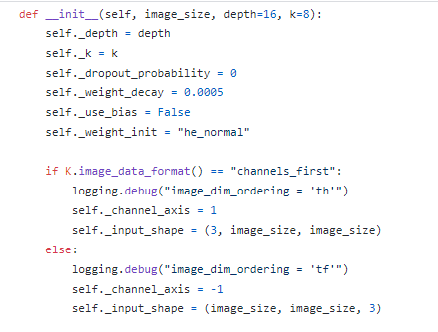 def __init__(self, image_size, depth=16, k=8):
    self._depth = depth
    self._k = k
    self._dropout_probability = 0
    self._weight_decay = 0.0005
    self._use_bias = False
    self._weight_init = "he_normal"
    if K.image_data_format() == "channels_first":
        logging.debug("image_dim_ordering = 'th'")
        self._channel_axis = 1
        self._input_shape = (3, image_size, image_size)
    else:
        logging.debug("image_dim_ordering = 'tf'")
        self._channel_axis = -1
        self._input_shape = (image_size, image_size, 3)